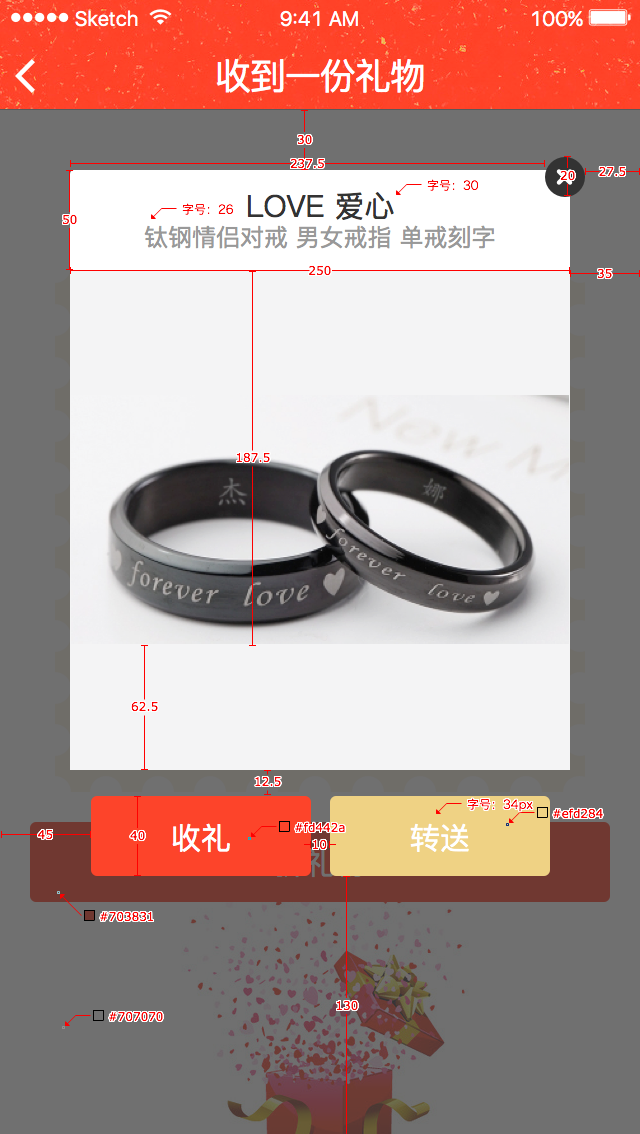 Sketch 9:41 AM 100%
收到一份礼物
30
237.5
20 27.5
字号：30
字号：26 LOVE 爱心
50
钛钢情侣对戒 男女戒指 单戒刻字
250 35
New
187.5
杰 娜
forever love forever love
62.5
12.5
字号：34px
#efd284
#fd442a
45 40 收礼 10 转送
#703831
130
#707070